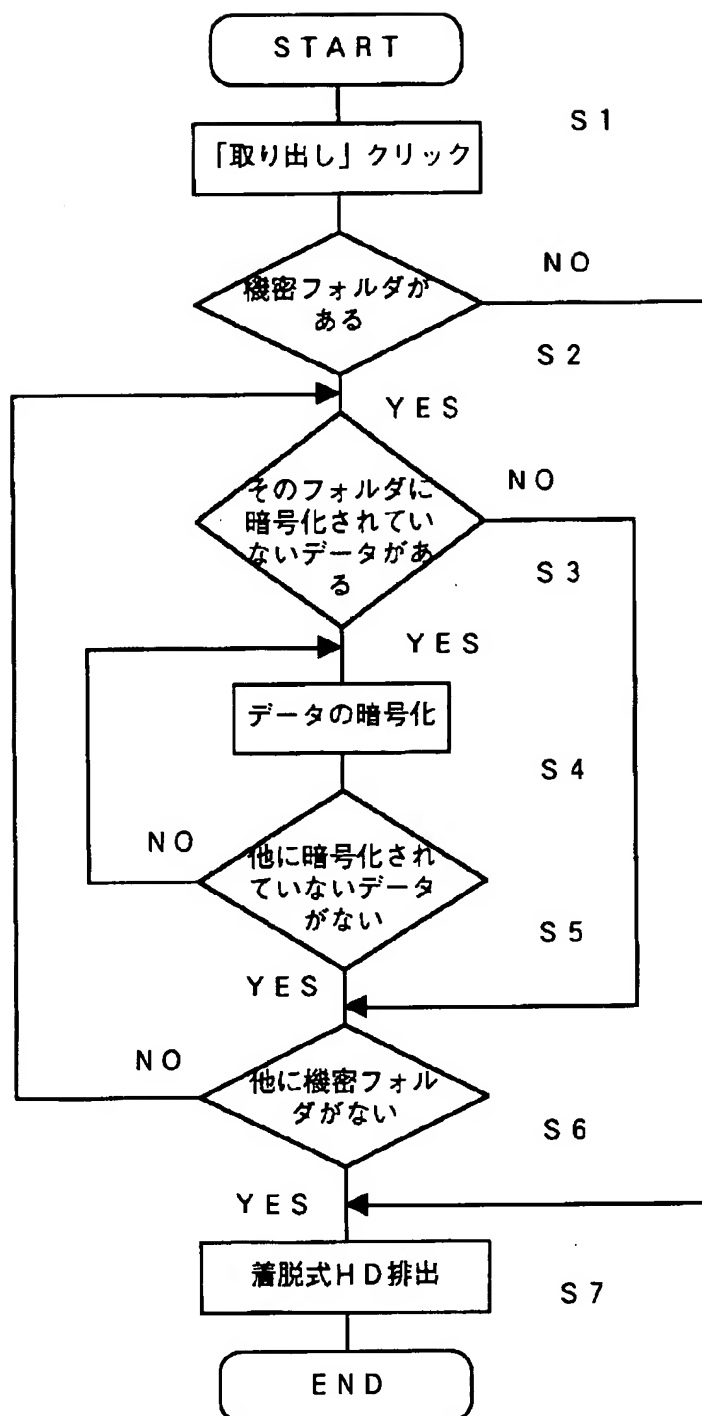 START
S1
「取り出し」クリック
NO
機密フォルダが
ある
S2
YES
NO
そのフォルダに
暗号化されてい
ないデータがあ
る
S3
YES
データの暗号化
S4
NO
他に暗号化され
ていないデータ
がない
S5
YES
NO
他に機密フォル
ダがない
S6
YES
着脱式HD排出
S7
END